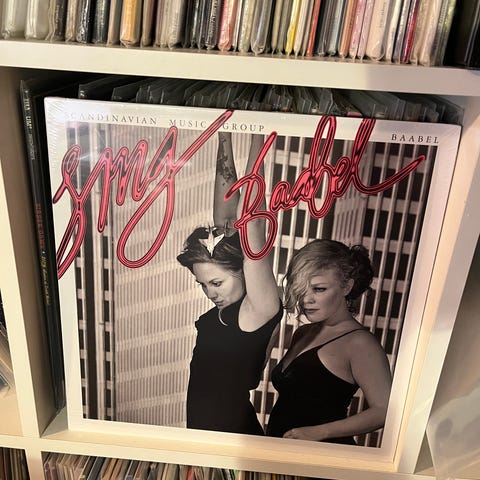 SCANDINAVIAN MUSIC GROUP BAABEL
smg Baabel